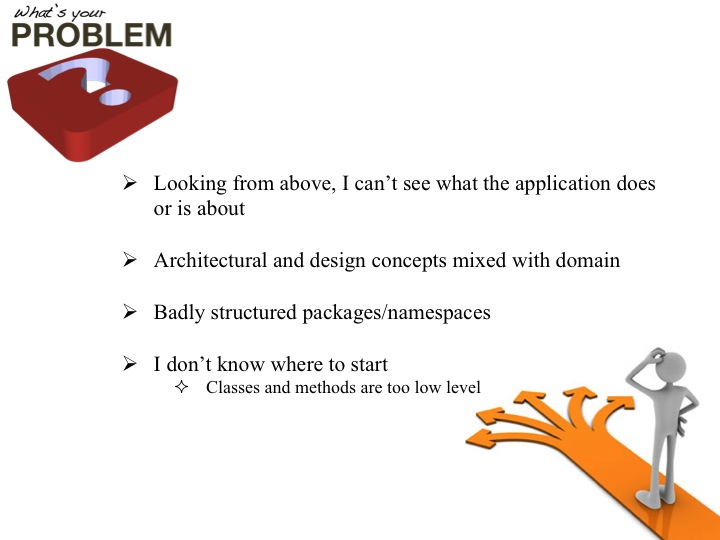 What's your
PROBLEM
?
➢ Looking from above, I can’t see what the application does
or is about
➢ Architectural and design concepts mixed with domain
➢ Badly structured packages/namespaces
➢ I don’t know where to start
✧ Classes and methods are too low level